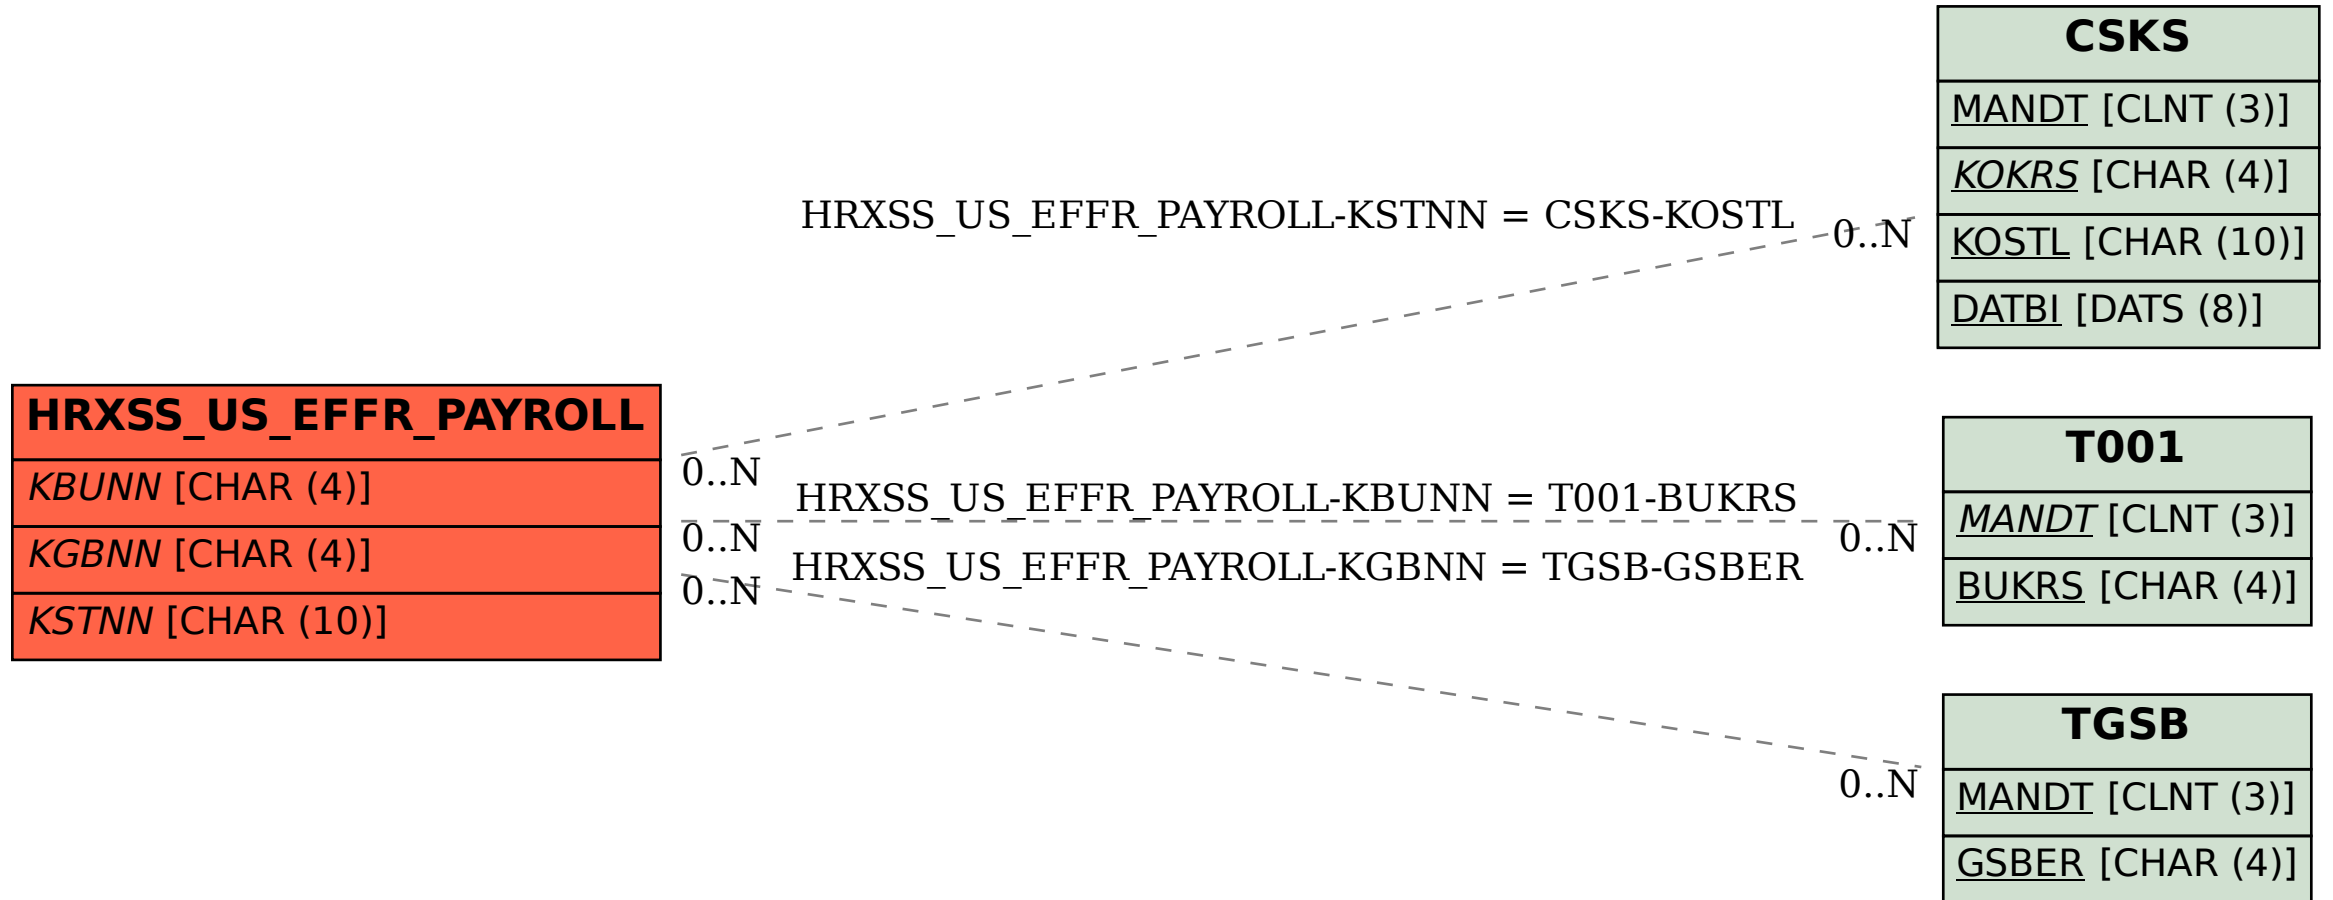 CSKS
MANDT [CLNT (3)]
KOKRS [CHAR (4)]
KOSTL [CHAR (10)]
DATBI [DATS (8)]
HRXSS_US_EFFR_PAYROLL-KSTNN = CSKS-KOSTL
0..N
HRXSS_US_EFFR_PAYROLL
KBUNN [CHAR (4)]
KGBNN [CHAR (4)]
KSTNN [CHAR (10)]
0..N
HRXSS_US_EFFR_PAYROLL-KBUNN = T001-BUKRS
0..N
0..N
HRXSS_US_EFFR_PAYROLL-KGBNN = TGSB-GSBER
0..N
T001
MANDT [CLNT (3)]
BUKRS [CHAR (4)]
0..N
TGSB
MANDT [CLNT (3)]
GSBER [CHAR (4)]